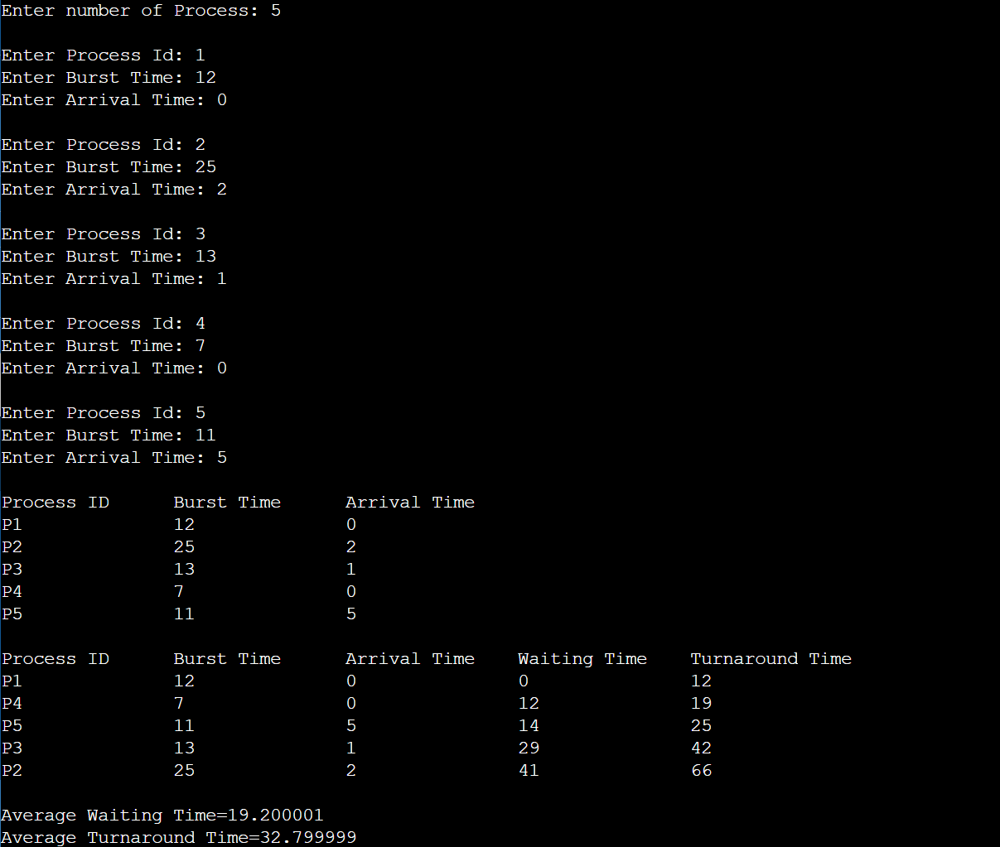 Enter number of Process: 5
Enter Process Id: 1
Enter Burst Time: 12
Enter Arrival Time: 0
Enter Process Id: 2
Enter Burst Time: 25
Enter Arrival Time: 2
Enter Process Id: 3
Enter Burst Time: 13
Enter Arrival Time: 1
Enter Process Id: 4
Enter Burst Time: 7
Enter Arrival Time: 0
Enter Process Id: 5
Enter Burst Time: 11
Enter Arrival Time: 5
Process ID Burst Time Arrival Time
P1 12 0
P2 25 2
P3 13 1
P4 7 0
P5 11 5
Process ID Burst Time Arrival Time Waiting Time Turnaround Time
P1 12 0 0 12
P4 7 0 12 19
P5 11 5 14 25
P3 13 1 29 42
P2 25 2 41 66
Average Waiting Time=19.200001
Average Turnaround Time=32.799999